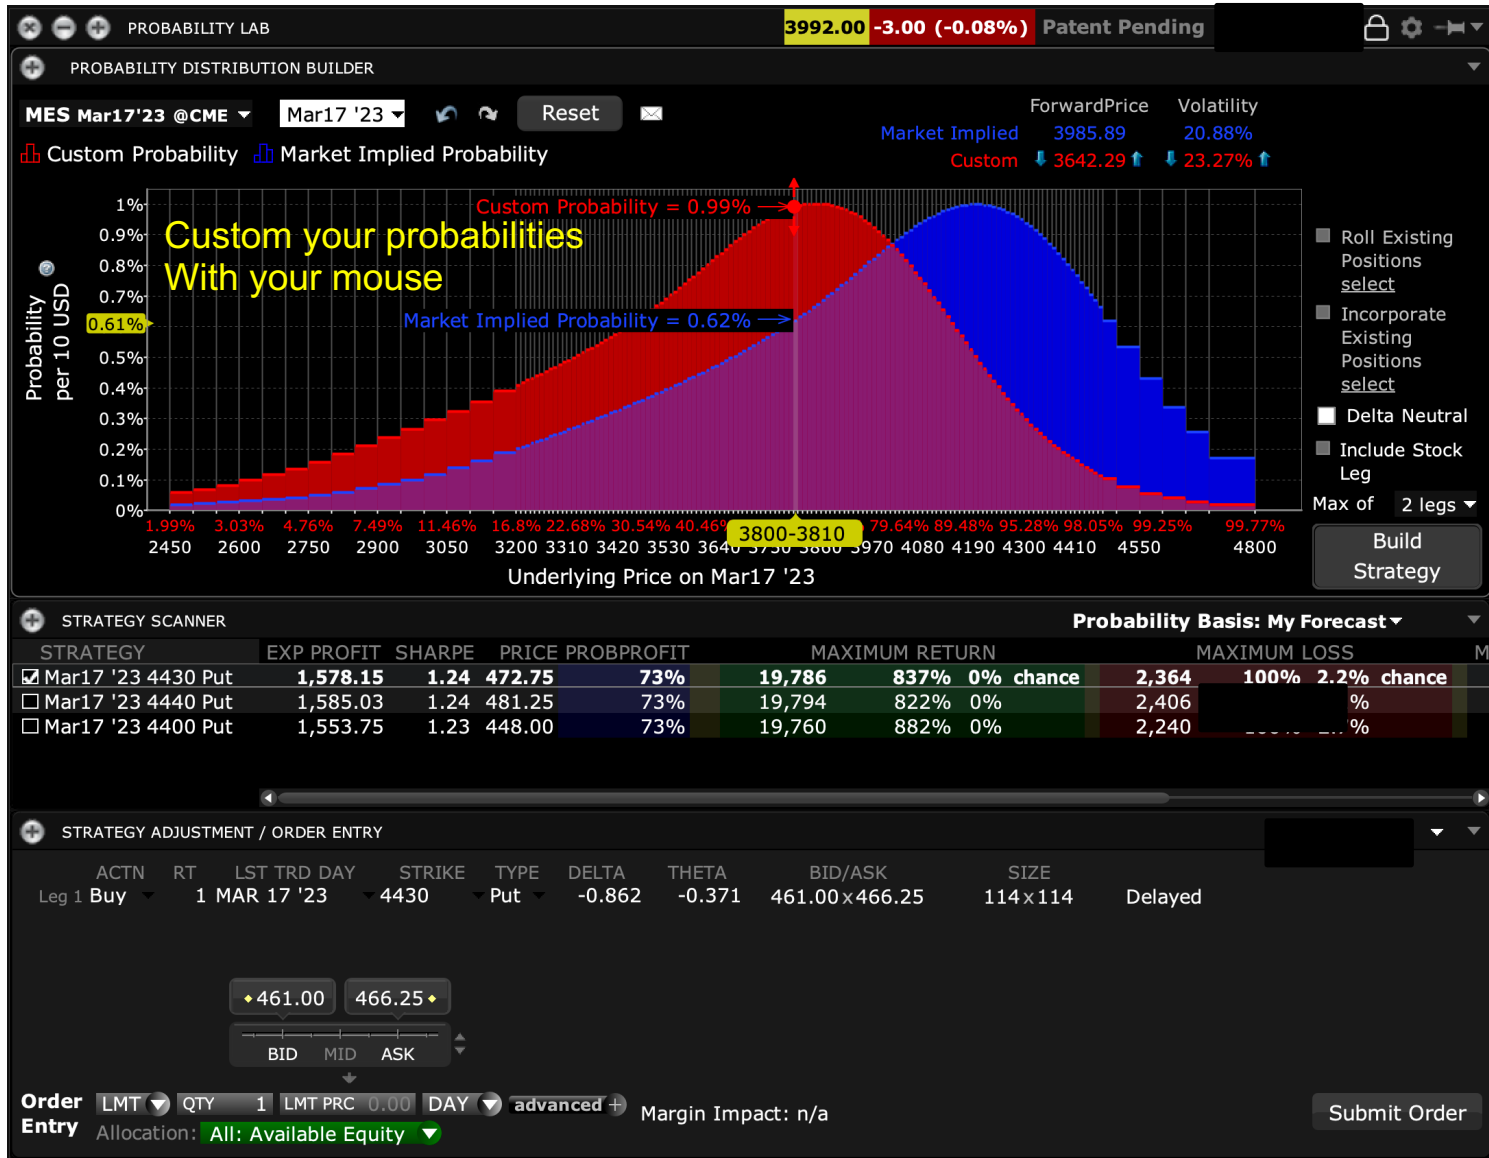 PROBABILITY LAB 3992.00 -3.00 (-0.08%) Patent Pending
PROBABILITY DISTRIBUTION BUILDER
MES Mar17'23 @CME Mar17 '23 Reset
ForwardPrice Volatility
Market Implied 3985.89 20.88%
Custom 3642.29 23.27%
Custom Probability Market Implied Probability
Custom your probabilities
With your mouse
Custom Probability = 0.99%
Market Implied Probability = 0.62%
Probability
per 10 USD
1%
0.9%
0.8%
0.7%
0.61%
0.5%
0.4%
0.3%
0.2%
0.1%
0%
1.99% 3.03% 4.76% 7.49% 11.46% 16.8% 22.68% 30.54% 40.46% 79.64% 89.48% 95.28% 98.05% 99.25% 99.77%
3800-3810
2450 2600 2750 2900 3050 3200 3310 3420 3530 3640 3750 3860 3970 4080 4190 4300 4410 4550 4800
Underlying Price on Mar17 '23
Roll Existing
Positions
select
Incorporate
Existing
Positions
select
Delta Neutral
Include Stock
Leg
Max of 2 legs
Build
Strategy
STRATEGY SCANNER Probability Basis: My Forecast
STRATEGY EXP PROFIT SHARPE PRICE PROBPROFIT MAXIMUM RETURN MAXIMUM LOSS M
Mar17 '23 4430 Put 1,578.15 1.24 472.75 73% 19,786 837% 0% chance 2,364 100% 2.2% chance
Mar17 '23 4440 Put 1,585.03 1.24 481.25 73% 19,794 822% 0% 2,406 %
Mar17 '23 4400 Put 1,553.75 1.23 448.00 73% 19,760 882% 0% 2,240 %
STRATEGY ADJUSTMENT / ORDER ENTRY
ACTN RT LST TRD DAY STRIKE TYPE DELTA THETA BID/ASK SIZE
Leg 1 Buy 1 MAR 17 '23 4430 Put -0.862 -0.371 461.00x466.25 114x114 Delayed
461.00 466.25
BID MID ASK
Order
Entry
LMT QTY 1 LMT PRC 0.00 DAY advanced + Margin Impact: n/a Submit Order
Allocation: All: Available Equity